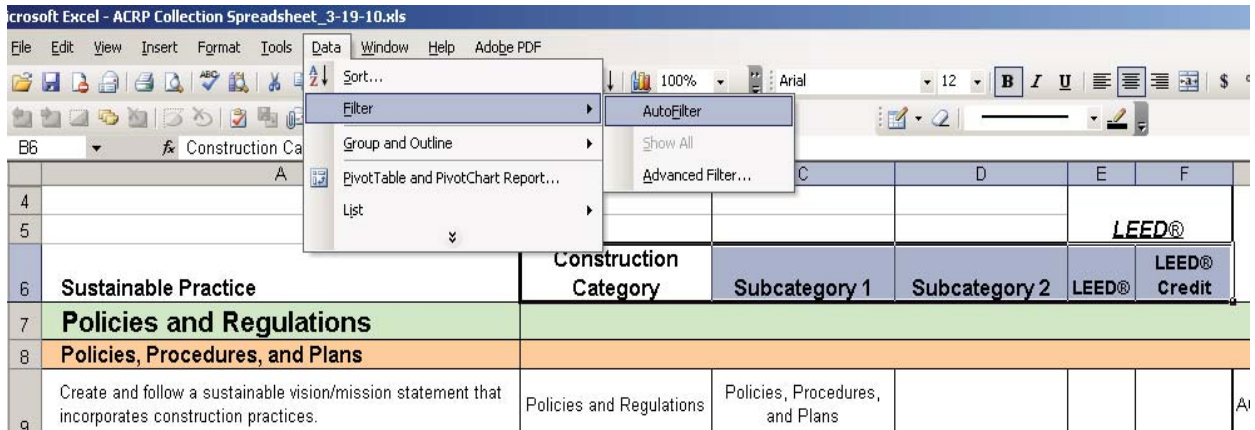 icrosoft Excel - ACRP Collection Spreadsheet_3-19-10.xls
File Edit View Insert Format Tools Data Window Help Adobe PDF
Sort...
100% Arial 12 B I U $
Filter
AutoFilter
B6 fx Construction Ca
Group and Outline
Show All
PivotTable and PivotChart Report...
Advanced Filter...
List
A C D E F
4
5 LEED®
6 Sustainable Practice Construction Category Subcategory 1 Subcategory 2 LEED® LEED® Credit
7 Policies and Regulations
8 Policies, Procedures, and Plans
9 Create and follow a sustainable vision/mission statement that incorporates construction practices. Policies and Regulations Policies, Procedures, and Plans